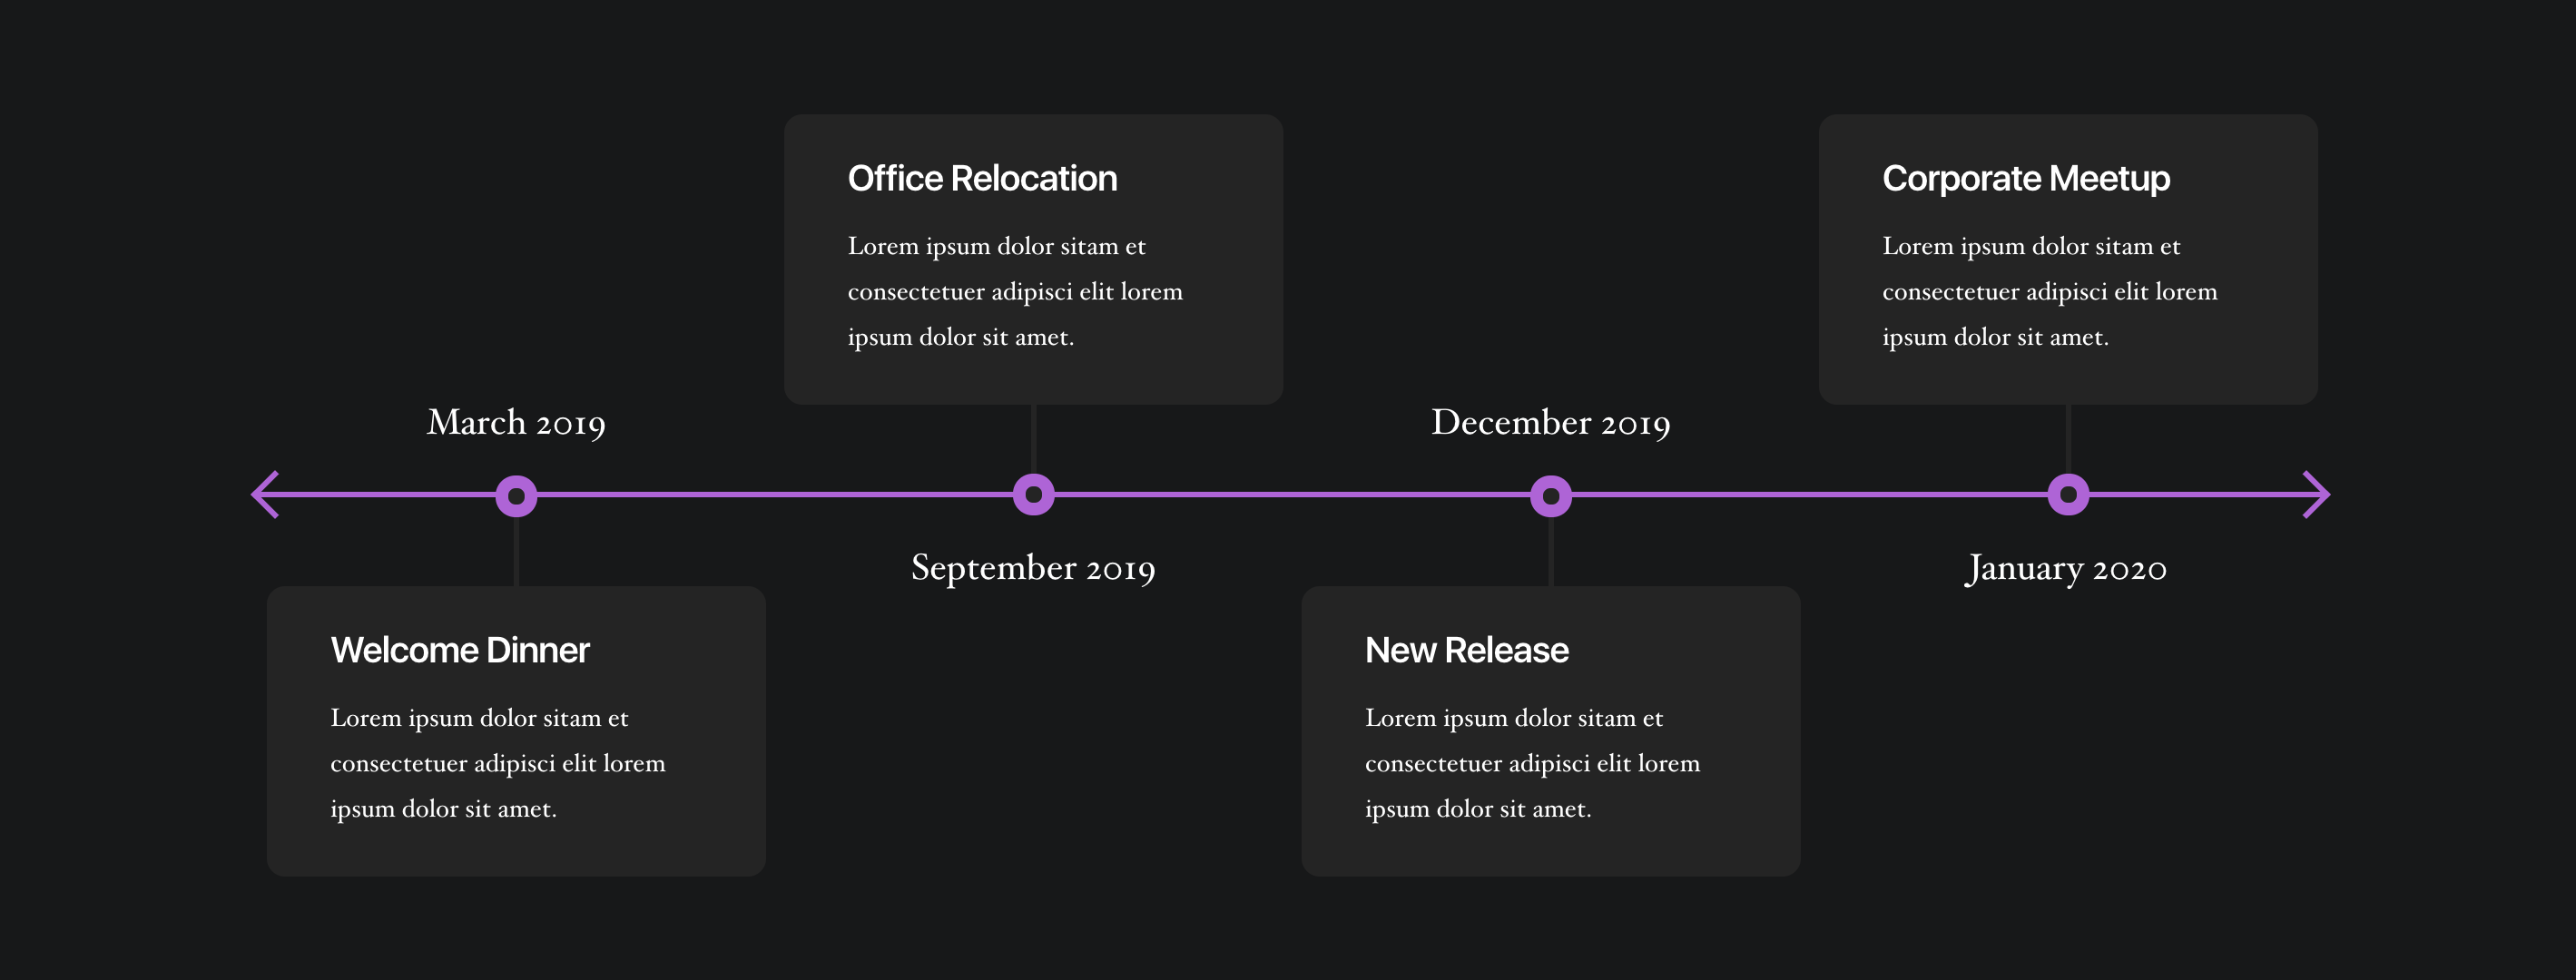 March 2019
Welcome Dinner
Lorem ipsum dolor sitam et
consectetuer adipisci elit lorem
ipsum dolor sit amet.
Office Relocation
Lorem ipsum dolor sitam et
consectetuer adipisci elit lorem
ipsum dolor sit amet.
September 2019
December 2019
New Release
Lorem ipsum dolor sitam et
consectetuer adipisci elit lorem
ipsum dolor sit amet.
Corporate Meetup
Lorem ipsum dolor sitam et
consectetuer adipisci elit lorem
ipsum dolor sit amet.
January 2020